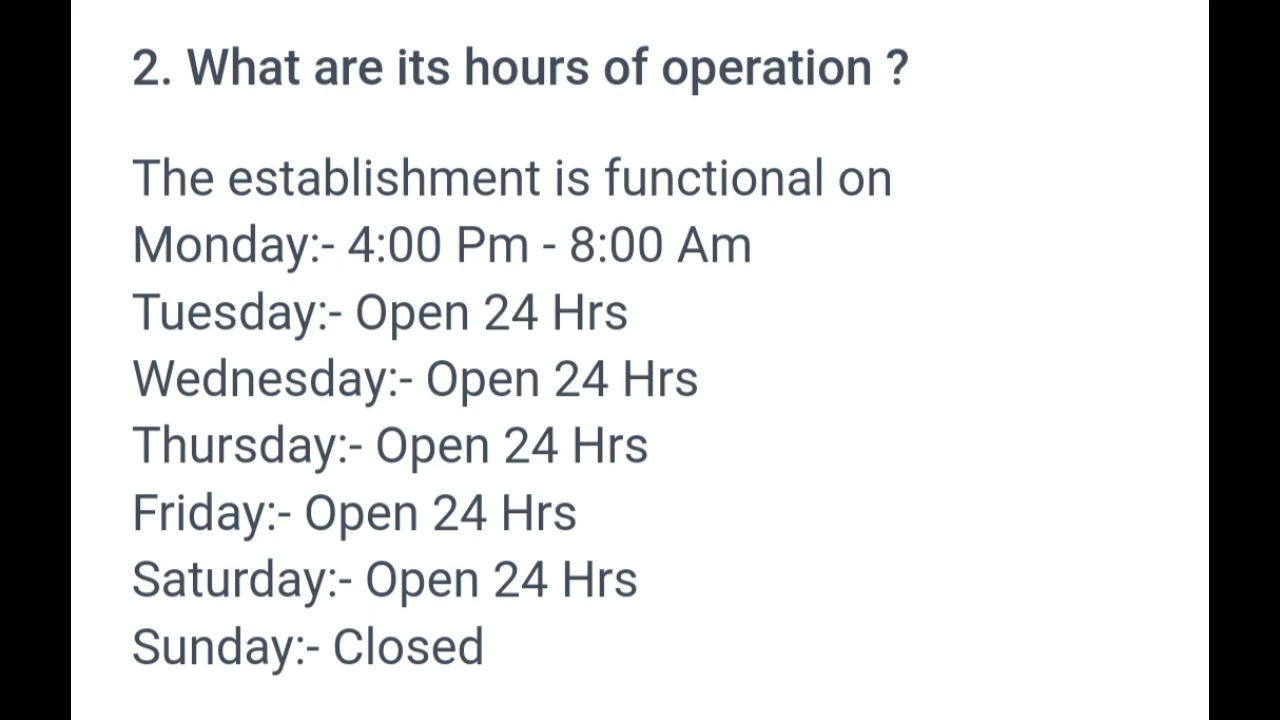 2. What are its hours of operation ?
The establishment is functional on
Monday:- 4:00 Pm - 8:00 Am
Tuesday:- Open 24 Hrs
Wednesday:- Open 24 Hrs
Thursday:- Open 24 Hrs
Friday:- Open 24 Hrs
Saturday:- Open 24 Hrs
Sunday:- Closed